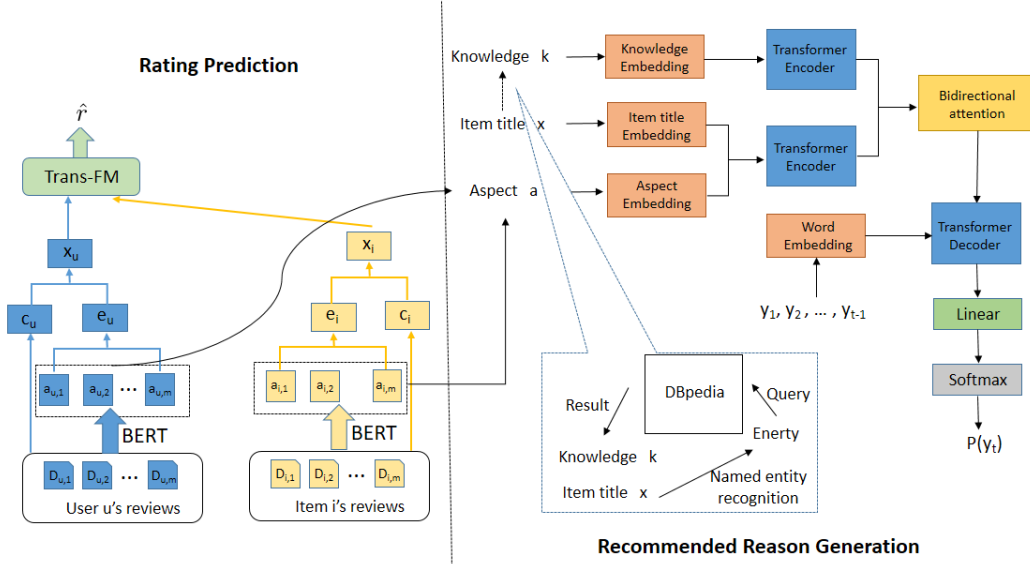 Rating Prediction
r̂
Trans-FM
x_u
x_i
c_u
e_u
e_i
c_i
a_u,1
a_u,2
...
a_u,m
a_i,1
a_i,2
a_i,m
BERT
BERT
D_u,1
D_u,2
...
D_u,m
User u's reviews
D_i,1
D_i,2
...
D_i,m
Item i's reviews
Knowledge k
Item title x
Aspect a
Knowledge
Embedding
Item title
Embedding
Aspect
Embedding
Transformer
Encoder
Transformer
Encoder
Bidirectional
attention
Word
Embedding
Transformer
Decoder
y_1, y_2, ... , y_t-1
Linear
Softmax
P(y_t)
DBpedia
Result
Query
Enerty
Knowledge k
Item title x
Named entity
recognition
Recommended Reason Generation